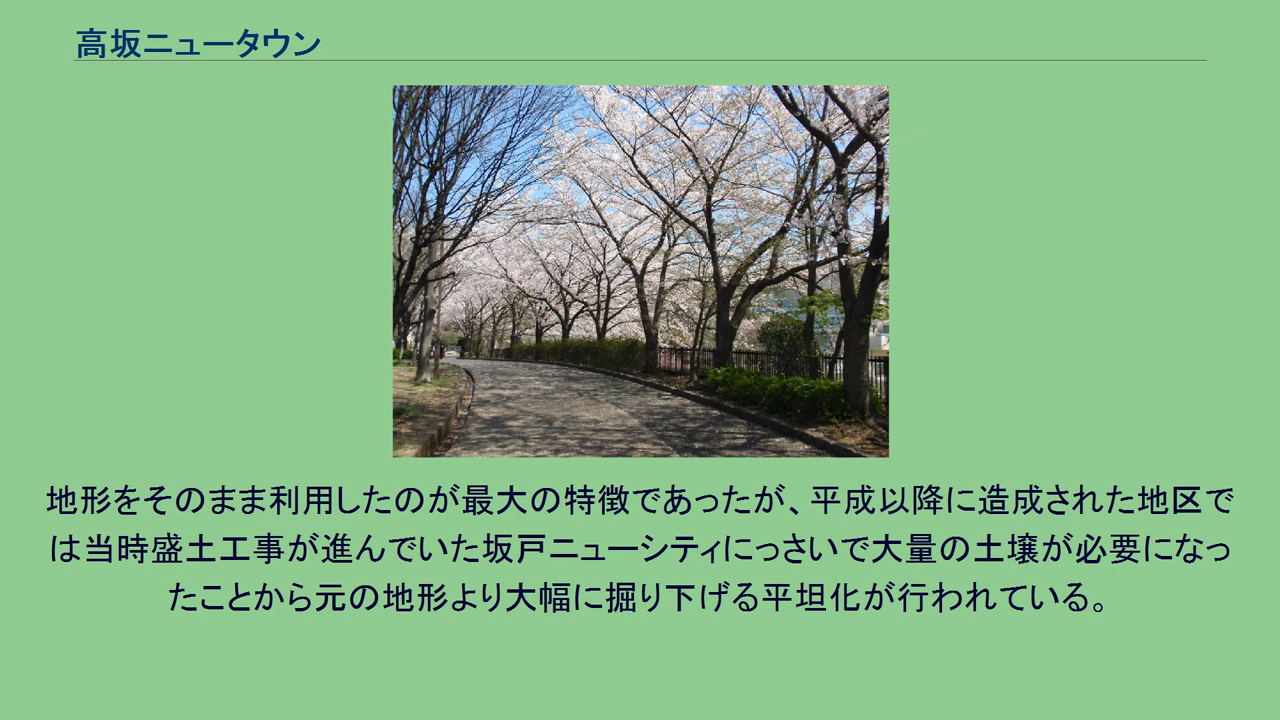 高坂ニュータウン
地形をそのまま利用したのが最大の特徴であったが、平成以降に造成された地区で
は当時盛土工事が進んでいた坂戸ニューシティにっさいで大量の土壌が必要になっ
たことから元の地形より大幅に掘り下げる平坦化が行われている。